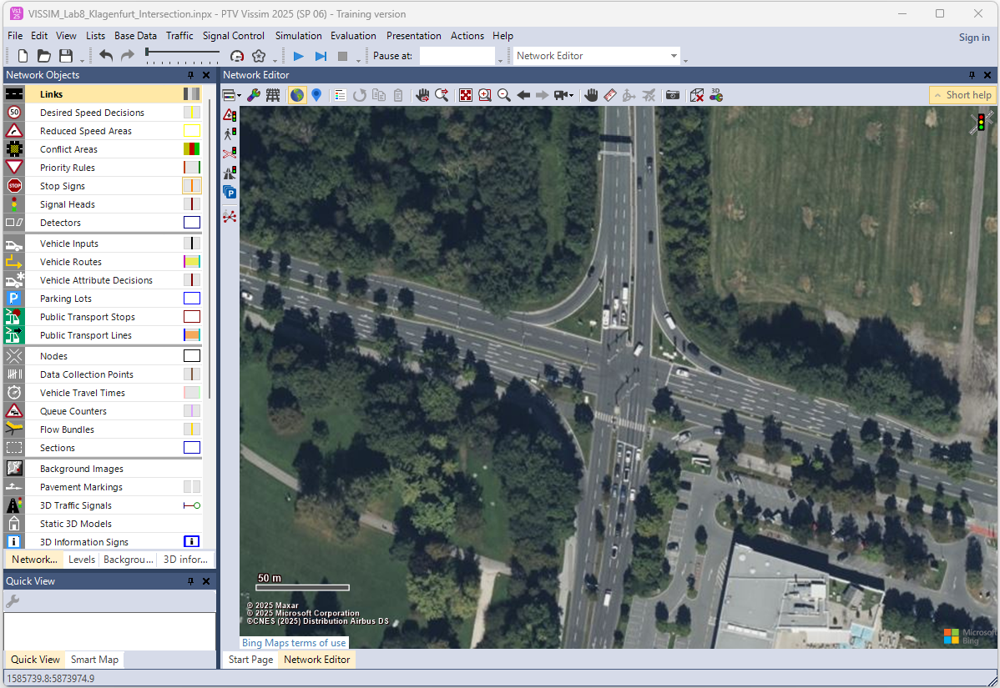 VISSIM_Lab8_Klagenfurt_Intersection.inpx - PTV Vissim 2025 (SP 06) - Training version
File Edit View Lists Base Data Traffic Signal Control Simulation Evaluation Presentation Actions Help
Sign in
Pause at:
Network Editor
Network Objects
Network Editor
Short help
Links
50
Desired Speed Decisions
Reduced Speed Areas
Conflict Areas
Priority Rules
STOP
Stop Signs
Signal Heads
Detectors
Vehicle Inputs
Vehicle Routes
Vehicle Attribute Decisions
P
Parking Lots
Public Transport Stops
Public Transport Lines
Nodes
Data Collection Points
Vehicle Travel Times
Queue Counters
Flow Bundles
Sections
Background Images
Pavement Markings
3D Traffic Signals
Static 3D Models
3D Information Signs
Network... Levels Backgrou... 3D infor...
Quick View
Quick View Smart Map
3D
P
50 m
© 2025 Maxar
© 2025 Microsoft Corporation
©CNES (2025) Distribution Airbus DS
Bing Maps terms of use
Microsoft
Bing
Start Page Network Editor
1585739.8:5873974.9